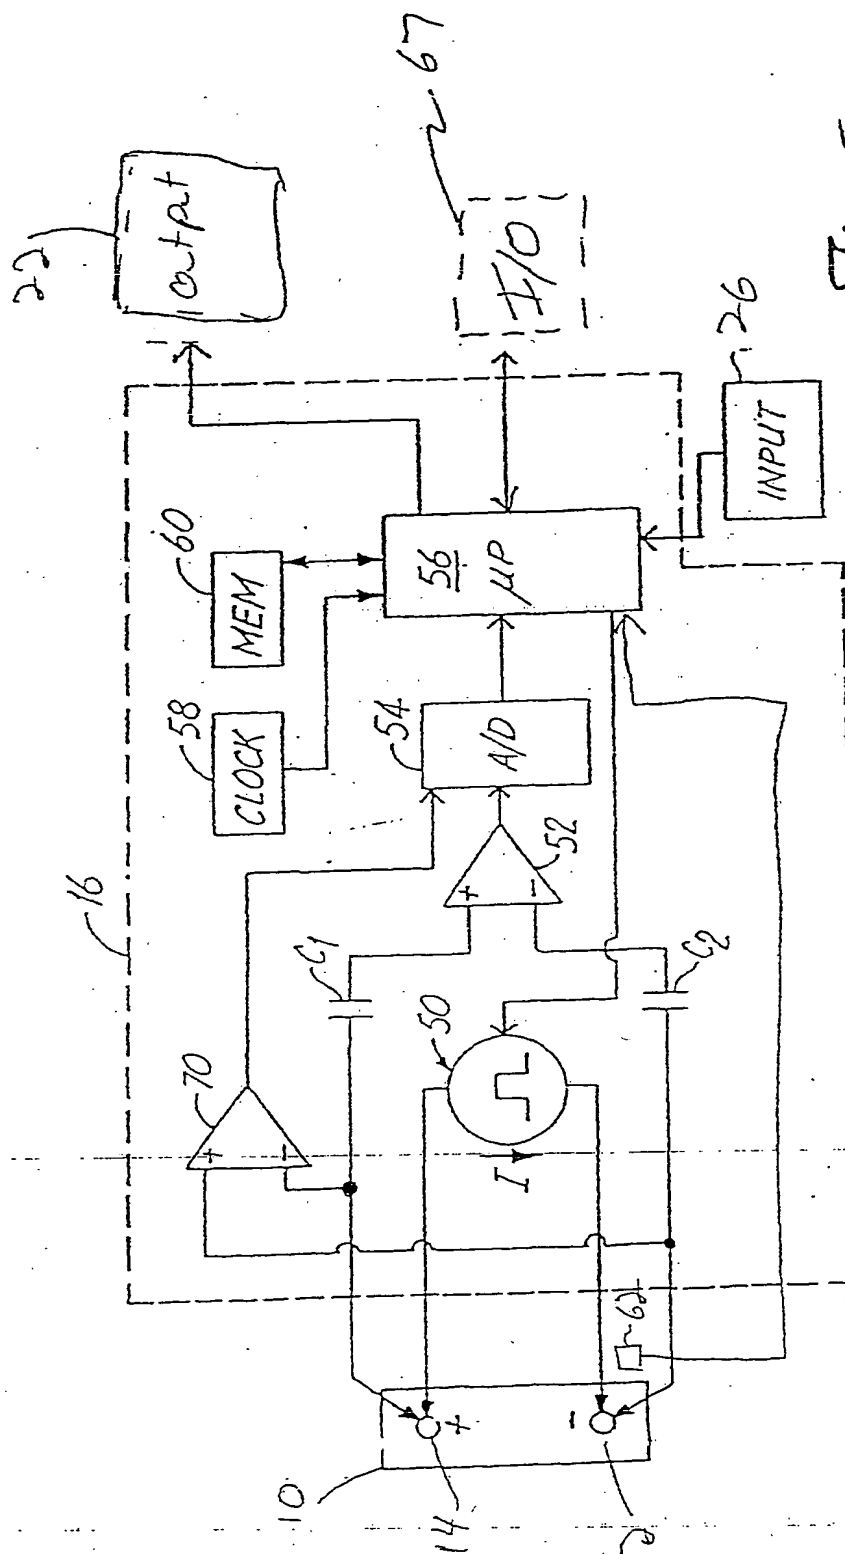 22
output
67
I/O
26
INPUT
16
60
MEM
58
CLOCK
56
μP
54
A/D
52
+
-
70
+
-
C1
C2
50
I
62
10
14
+
-